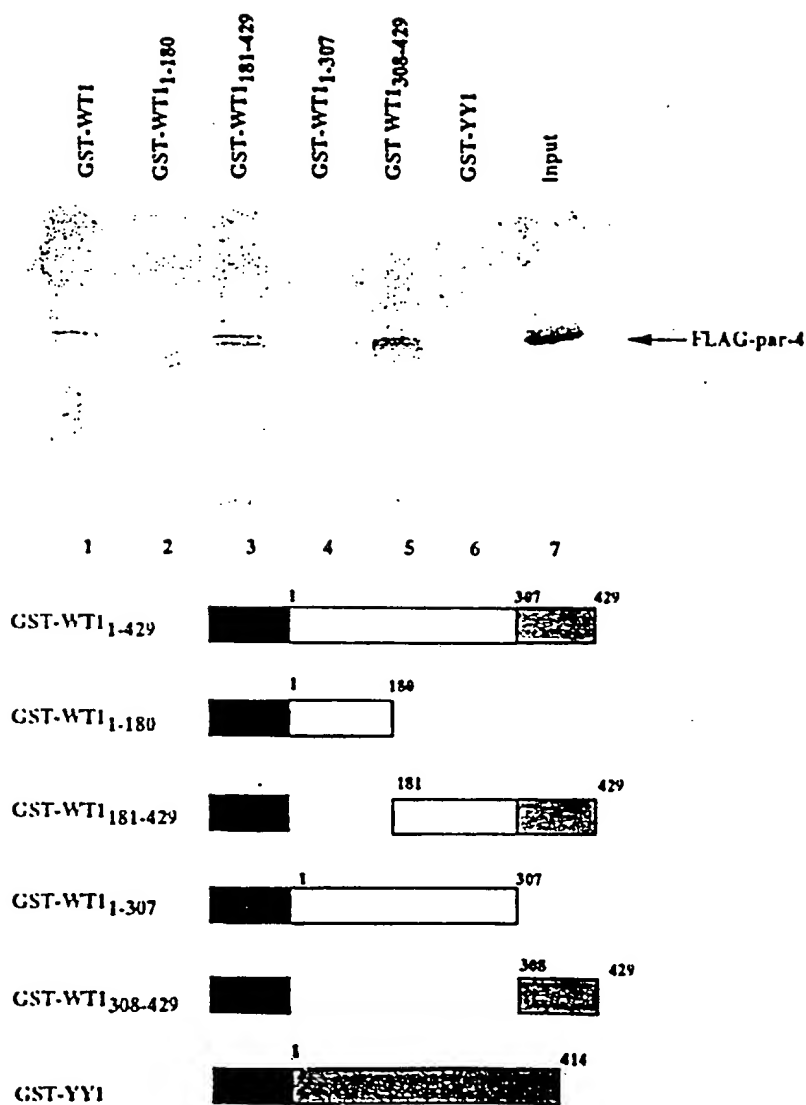 GST-WT1
GST-WT11-180
GST-WT1181-429
GST-WT11-307
GST WT1308-429
GST-YY1
Input
FLAG-par-4
1 2 3 4 5 6 7
1 307 429
GST-WT11-429
1 180
GST-WT11-180
181 429
GST-WT1181-429
1 307
GST-WT11-307
308 429
GST-WT1308-429
1 414
GST-YY1